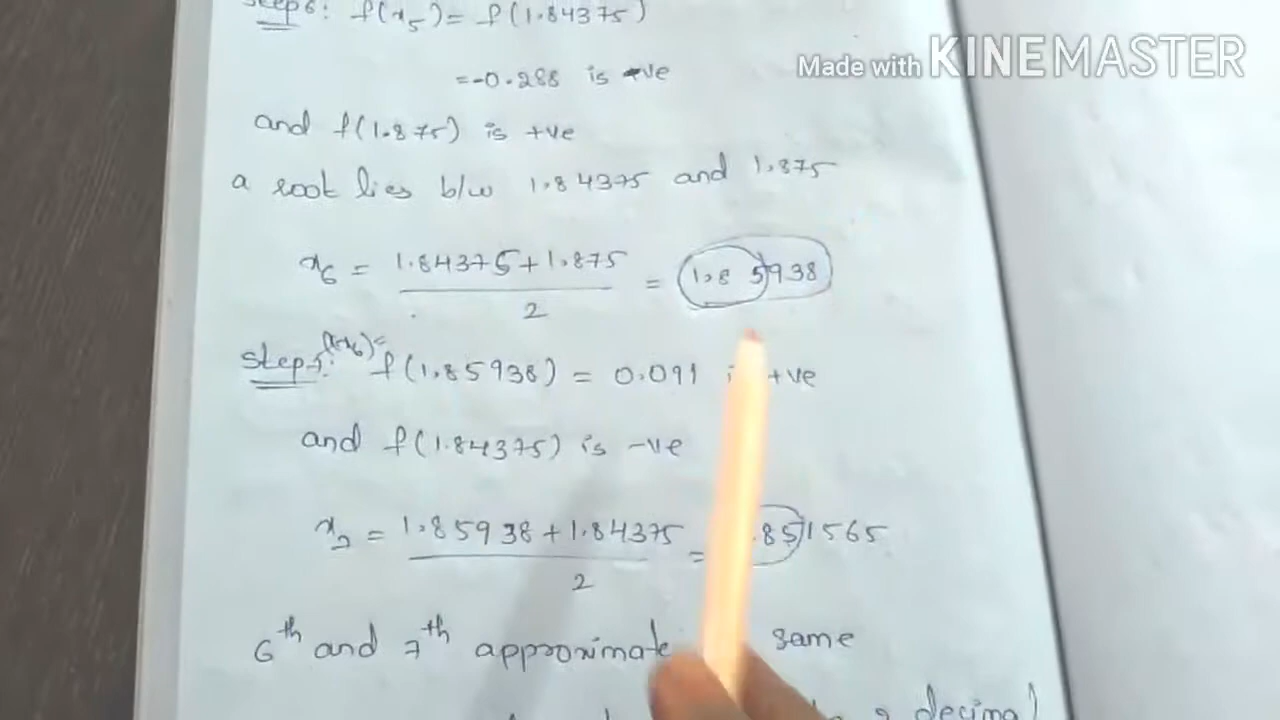 Step 6: f(x5) = f(1.84375)
Made with KINEMASTER
= -0.288 is -ve
and f(1.875) is +ve
a root lies b/w 1.84375 and 1.875
x6 = 1.84375+1.875 / 2 = 1.85938
f(x6)=
Step f(1.85938) = 0.091 +ve
and f(1.84375) is -ve
x7 = 1.85938+1.84375 / 2 = .851565
6th and 7th approximate same
decimal